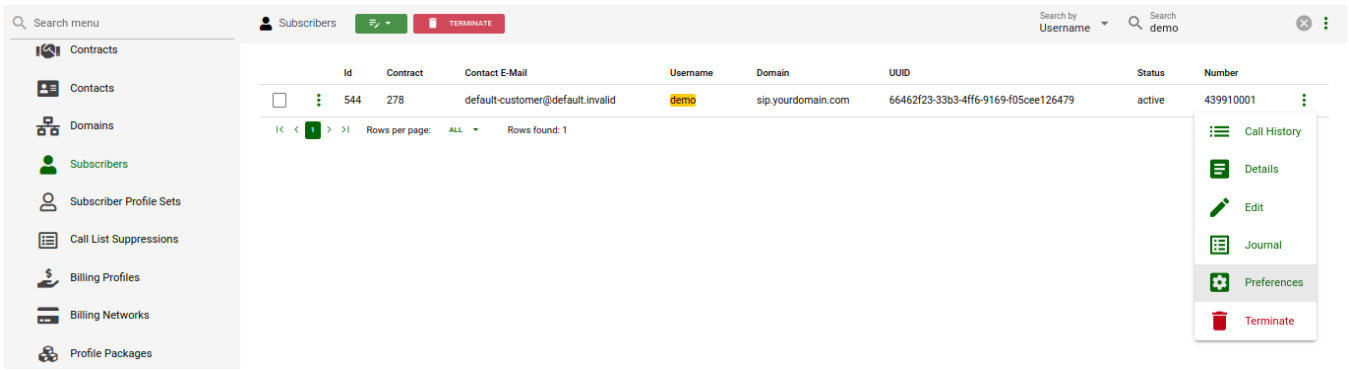 Search menu
Contracts
Contacts
Domains
Subscribers
Subscriber Profile Sets
Call List Suppressions
Billing Profiles
Billing Networks
Profile Packages
Subscribers TERMINATE Search by Username Search demo
Id Contract Contact E-Mail Username Domain UUID Status Number
544 278 default-customer@default.invalid demo sip.yourdomain.com 66462f23-33b3-4ff6-9169-f05cee126479 active 439910001
1 Rows per page: ALL Rows found: 1
Call History
Details
Edit
Journal
Preferences
Terminate